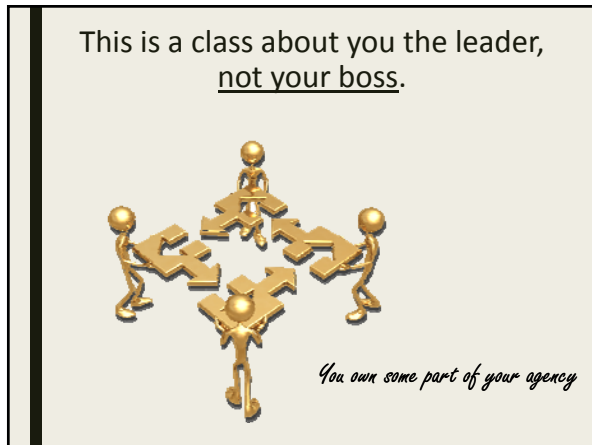 This is a class about you the leader,
not your boss.
You own some part of your agency